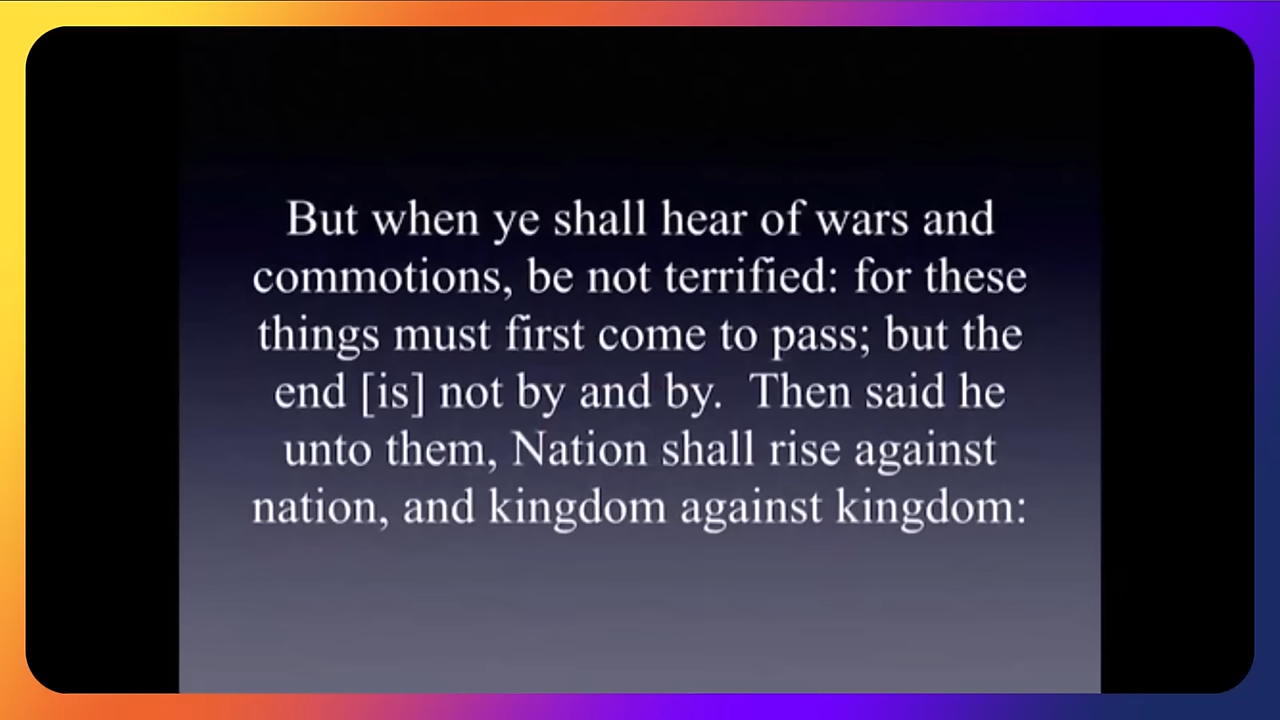 But when ye shall hear of wars and
commotions, be not terrified: for these
things must first come to pass; but the
end [is] not by and by.  Then said he
unto them, Nation shall rise against
nation, and kingdom against kingdom: